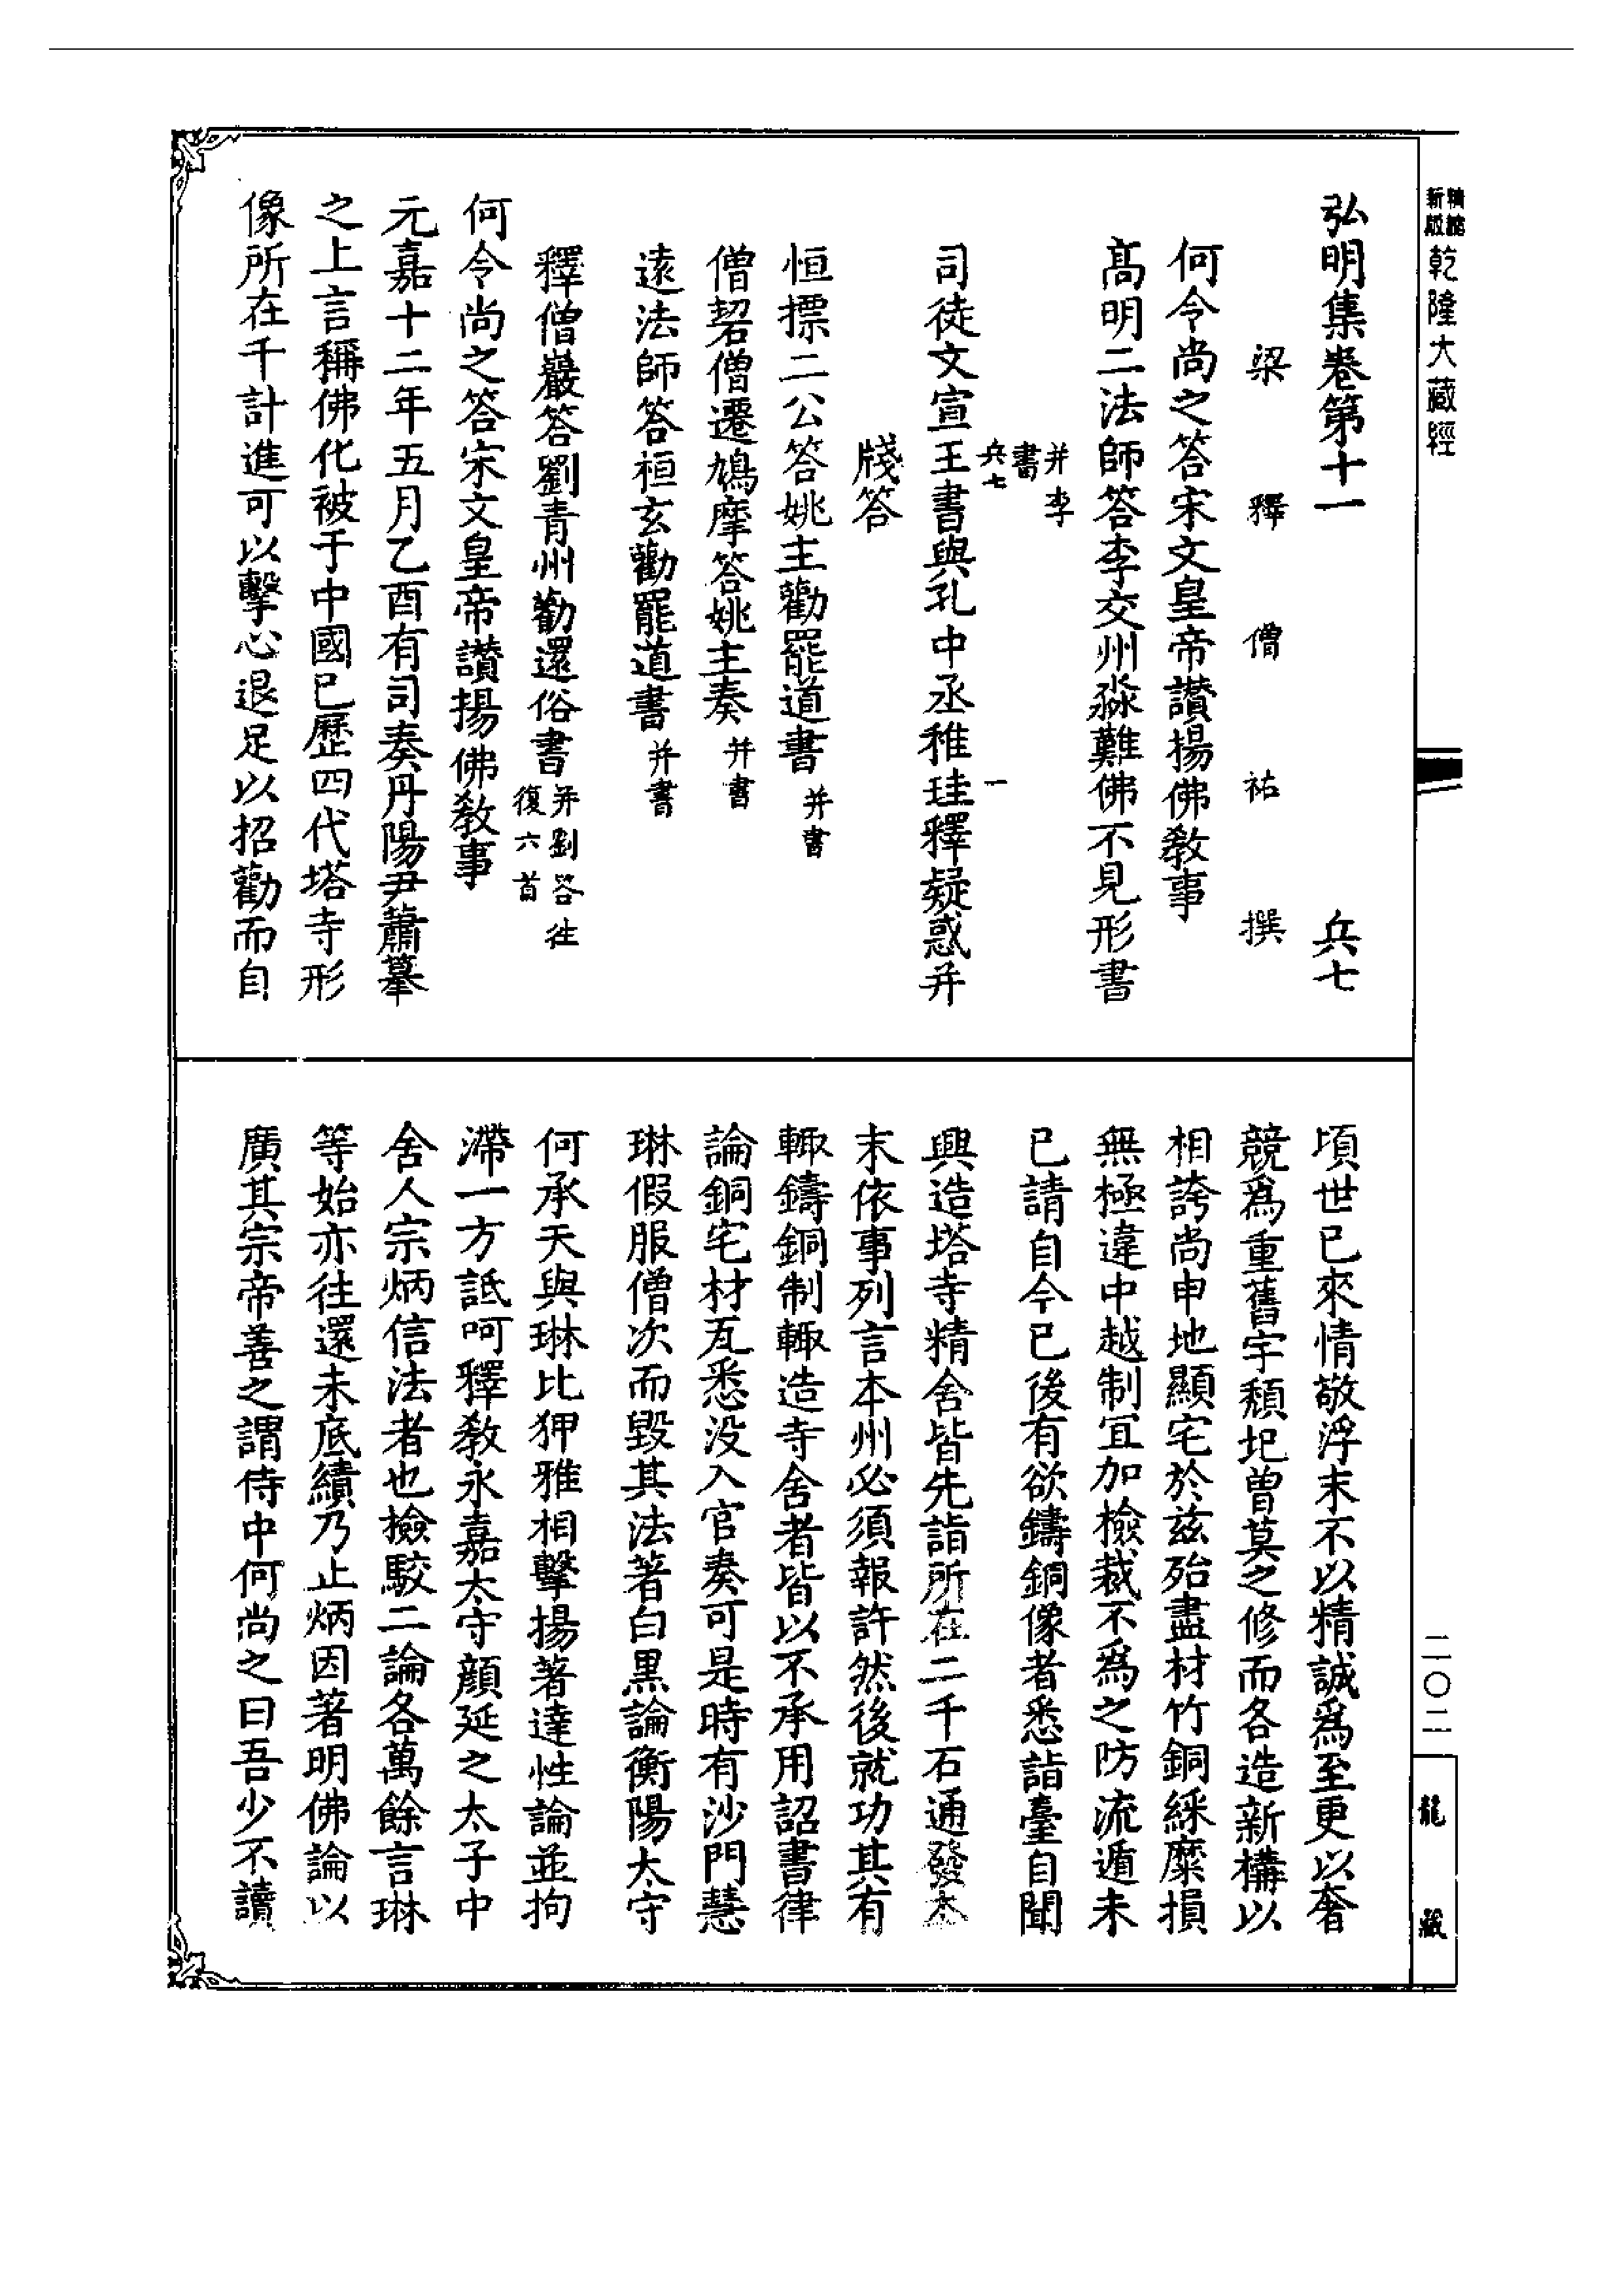 精縮新版乾隆大藏經
弘明集卷第十一　兵七
梁釋僧祐撰
何令尚之答宋文皇帝讚揚佛教事
高明二法師答李交州淼難佛不見形書
并李書
兵七　一
司徒文宣王書與孔中丞稚珪釋疑惑并
牋答
恒標二公答姚主勸罷道書并書
僧䂮僧遷鳩摩答姚主奏并書
遠法師答桓玄勸罷道書并書
釋僧巖答劉青州勸還俗書并劉答往復六首
何令尚之答宋文皇帝讚揚佛教事
元嘉十二年五月乙酉有司奏丹陽尹蕭摹
之上言稱佛化被于中國已歷四代塔寺形
像所在千計進可以擊心退足以招勸而自
頃世已來情敬浮末不以精誠爲至更以奢
競爲重舊宇頹圯曾莫之修而各造新構以
相誇尚申地顯宅於兹殆盡材竹銅綵糜損
無極違中越制宜加檢裁不爲之防流遁未
已請自今已後有欲鑄銅像者悉詣臺自聞
興造塔寺精舍皆先詣所在二千石通發本
末依事列言本州必須報許然後就功其有
輙鑄銅制輙造寺舍者皆以不承用詔書律
論銅宅材瓦悉没入官奏可是時有沙門慧
琳假服僧次而毀其法著白黒論衡陽太守
何承天與琳比狎雅相擊揚著達性論並拘
滯一方詆呵釋教永嘉太守顔延之太子中
舍人宗炳信法者也撿駮二論各萬餘言琳
等始亦往還未底績乃止炳因著明佛論以
廣其宗帝善之謂侍中何尚之曰吾少不讀
二〇二
龍藏